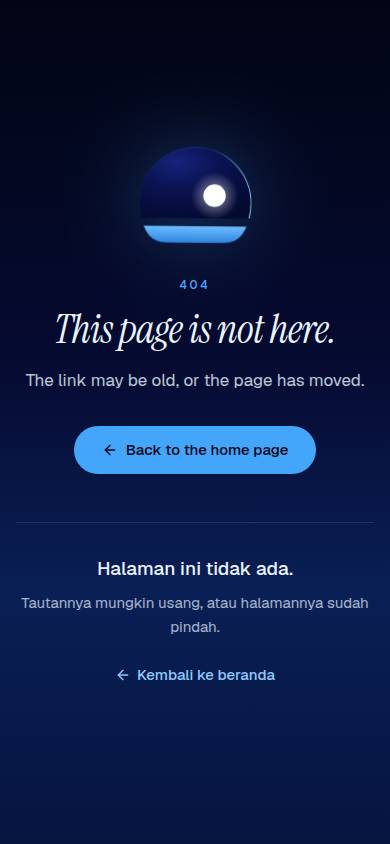 404
This page is not here.
The link may be old, or the page has moved.
← Back to the home page
Halaman ini tidak ada.
Tautannya mungkin usang, atau halamannya sudah
pindah.
← Kembali ke beranda